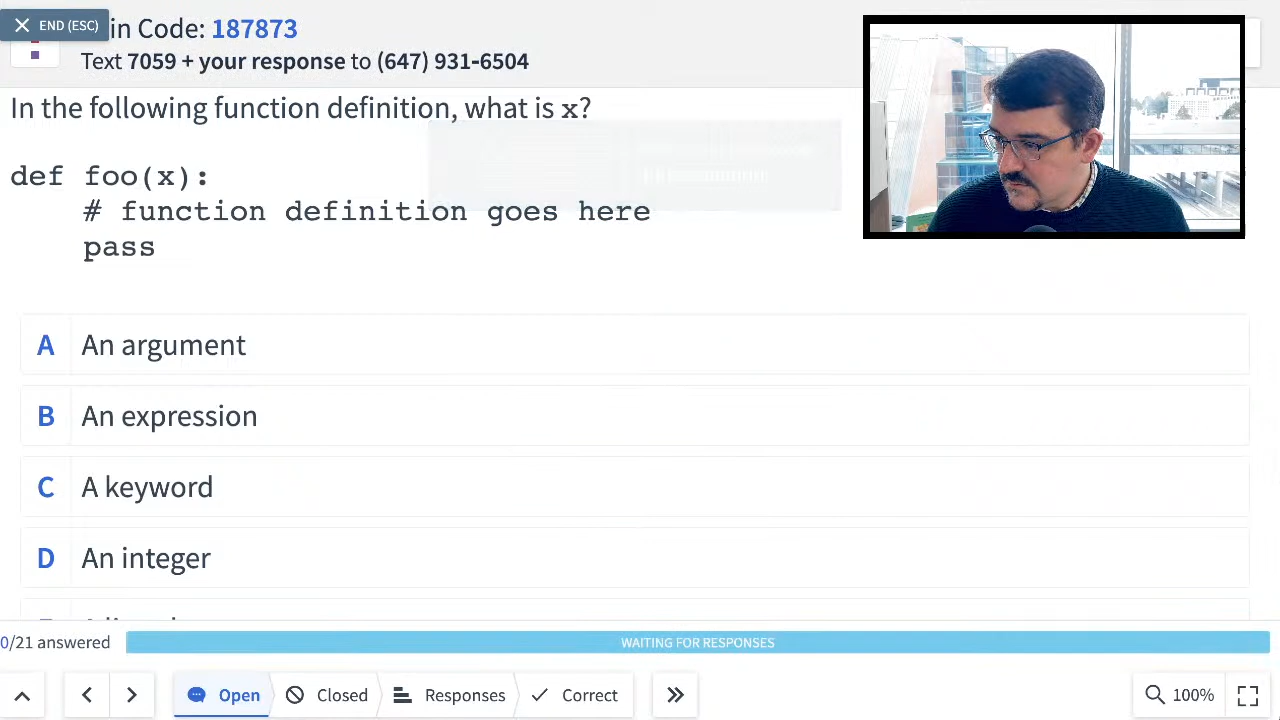 END (ESC) in Code: 187873
Text 7059 + your response to (647) 931-6504
In the following function definition, what is x?
def foo(x):
    # function definition goes here
    pass
A An argument
B An expression
C A keyword
D An integer
0/21 answered WAITING FOR RESPONSES
Open Closed Responses Correct 100%